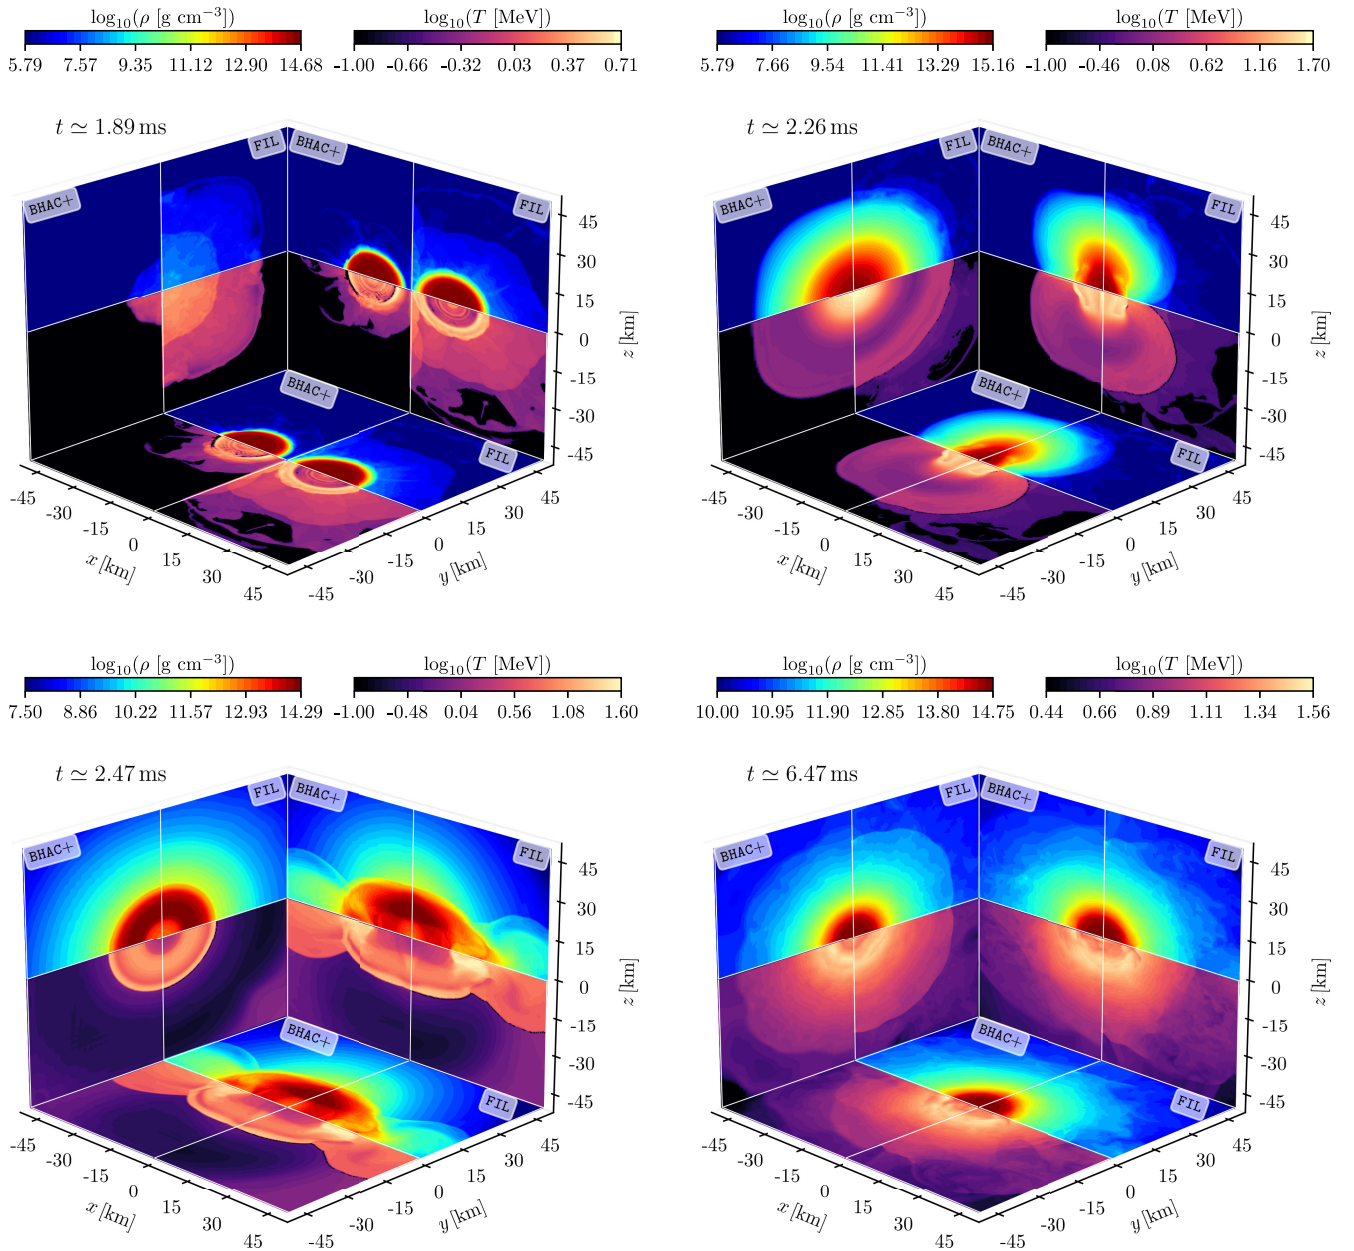 log₁₀(ρ [g cm⁻³]) log₁₀(T [MeV])
5.79 7.57 9.35 11.12 12.90 14.68 -1.00 -0.66 -0.32 0.03 0.37 0.71
t ≃ 1.89 ms
BHAC+ FIL BHAC+ FIL
BHAC+ FIL
45 30 15 0 -15 -30 -45
z [km]
-45 -30 -15 0 15 30 45
x [km]
-45 -30 -15 0 15 30 45
y [km]
log₁₀(ρ [g cm⁻³]) log₁₀(T [MeV])
5.79 7.66 9.54 11.41 13.29 15.16 -1.00 -0.46 0.08 0.62 1.16 1.70
t ≃ 2.26 ms
BHAC+ FIL BHAC+ FIL
BHAC+ FIL
45 30 15 0 -15 -30 -45
z [km]
-45 -30 -15 0 15 30 45
x [km]
-45 -30 -15 0 15 30 45
y [km]
log₁₀(ρ [g cm⁻³]) log₁₀(T [MeV])
7.50 8.86 10.22 11.57 12.93 14.29 -1.00 -0.48 0.04 0.56 1.08 1.60
t ≃ 2.47 ms
BHAC+ FIL BHAC+ FIL
BHAC+ FIL
45 30 15 0 -15 -30 -45
z [km]
-45 -30 -15 0 15 30 45
x [km]
-45 -30 -15 0 15 30 45
y [km]
log₁₀(ρ [g cm⁻³]) log₁₀(T [MeV])
10.00 10.95 11.90 12.85 13.80 14.75 0.44 0.66 0.89 1.11 1.34 1.56
t ≃ 6.47 ms
BHAC+ FIL BHAC+ FIL
BHAC+ FIL
45 30 15 0 -15 -30 -45
z [km]
-45 -30 -15 0 15 30 45
x [km]
-45 -30 -15 0 15 30 45
y [km]